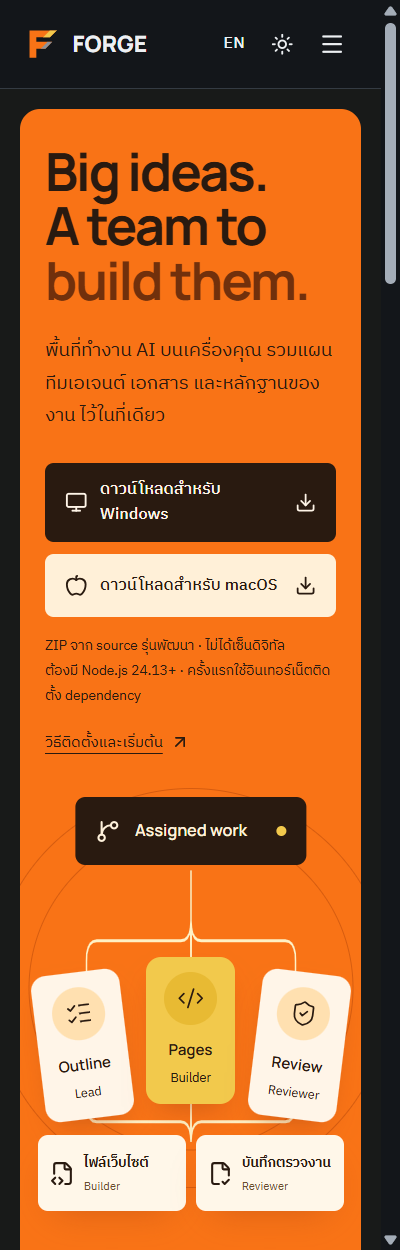 FORGE
EN
Big ideas.
A team to
build them.
พื้นที่ทำงาน AI บนเครื่องคุณ รวมแผน
ทีมเอเจนต์ เอกสาร และหลักฐานของ
งาน ไว้ในที่เดียว
ดาวน์โหลดสำหรับ
Windows
ดาวน์โหลดสำหรับ macOS
ZIP จาก source รุ่นพัฒนา · ไม่ได้เซ็นดิจิทัล
ต้องมี Node.js 24.13+ · ครั้งแรกใช้อินเทอร์เน็ตติด
ตั้ง dependency
วิธีติดตั้งและเริ่มต้น
Assigned work
Outline
Lead
Pages
Builder
Review
Reviewer
ไฟล์เว็บไซต์
Builder
บันทึกตรวจงาน
Reviewer